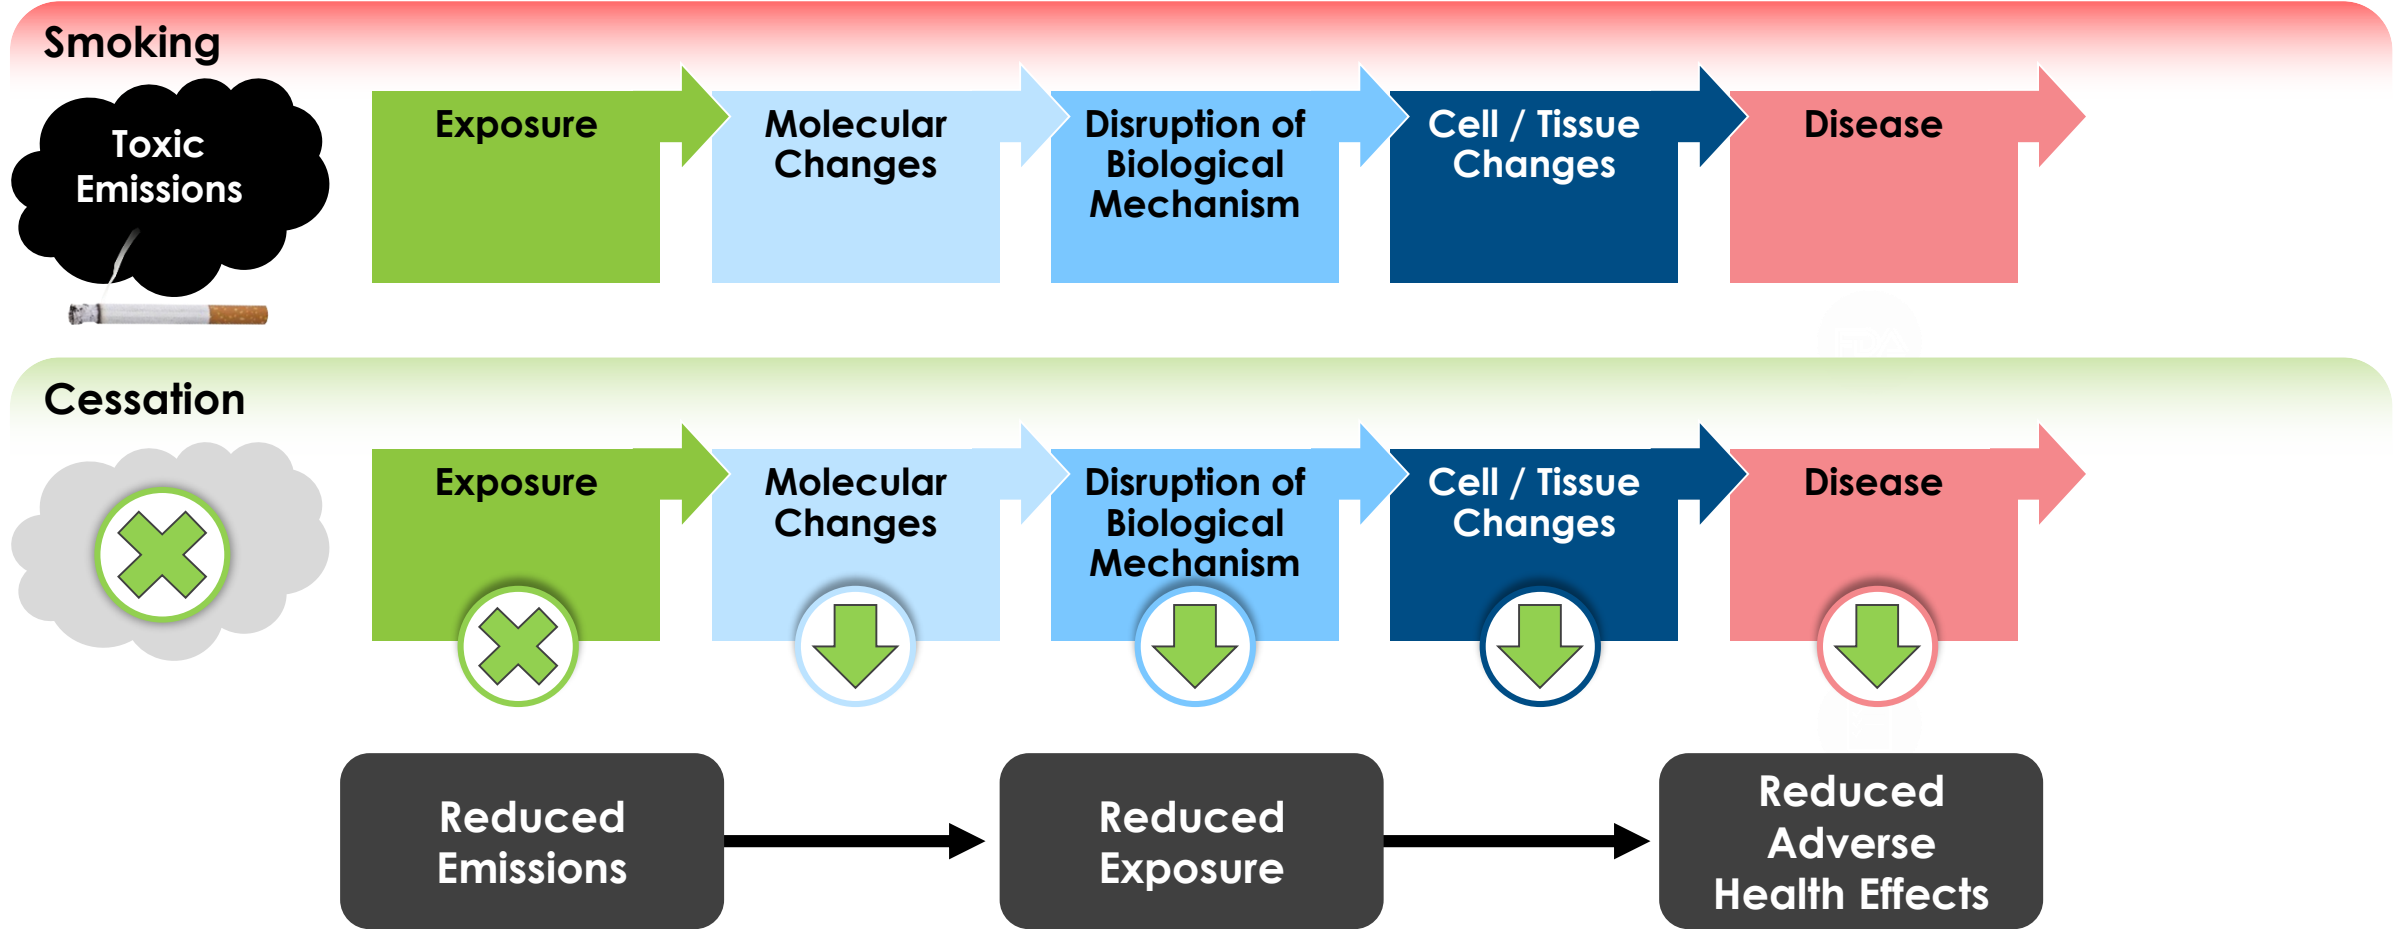 Smoking
Toxic
Emissions
Exposure
Molecular
Changes
Disruption of
Biological
Mechanism
Cell / Tissue
Changes
Disease
Cessation
Exposure
Molecular
Changes
Disruption of
Biological
Mechanism
Cell / Tissue
Changes
Disease
Reduced
Emissions
Reduced
Exposure
Reduced
Adverse
Health Effects